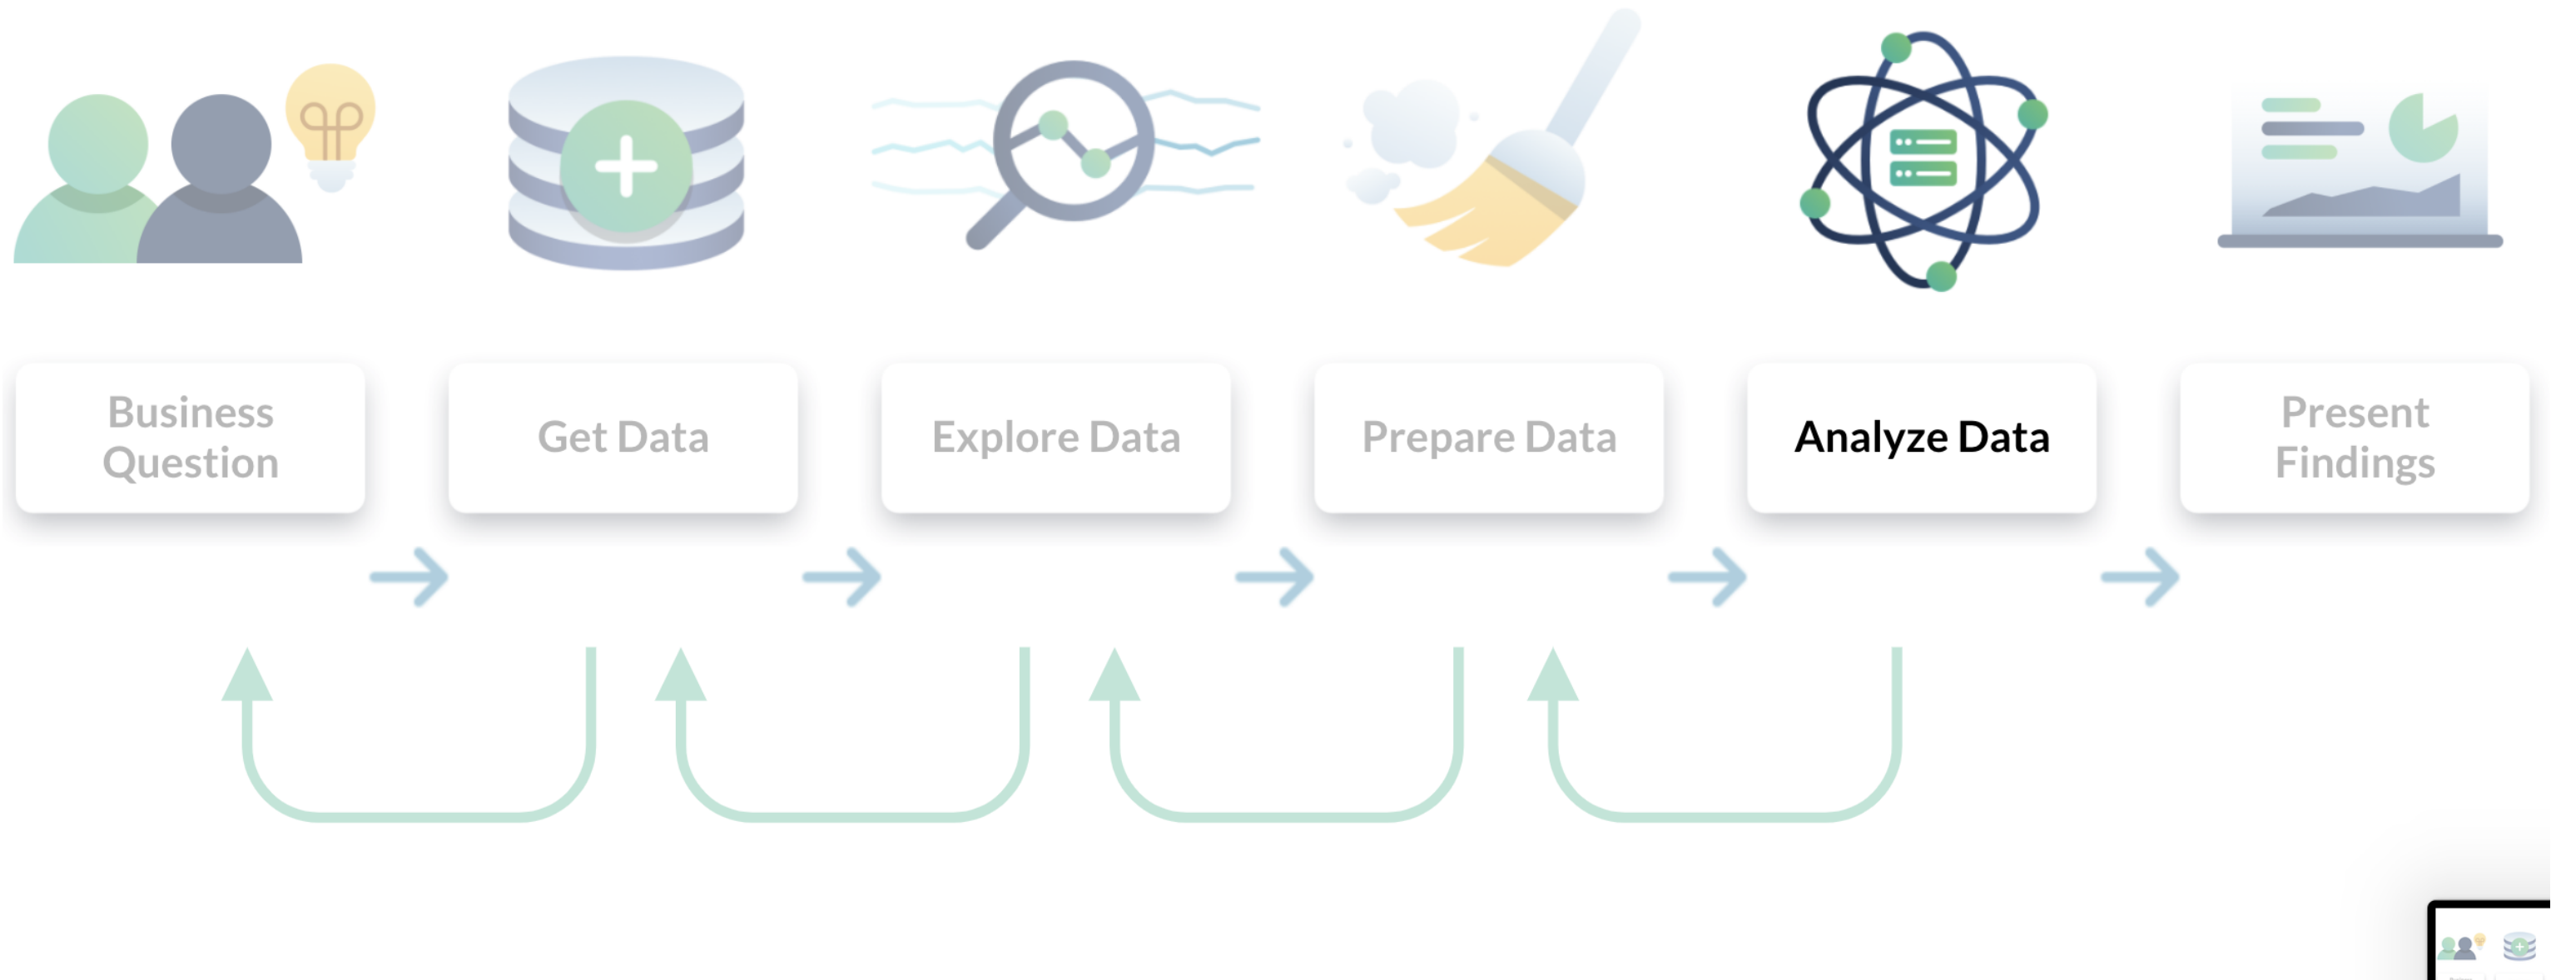 Business
Question
Get Data
Explore Data
Prepare Data
Analyze Data
Present
Findings